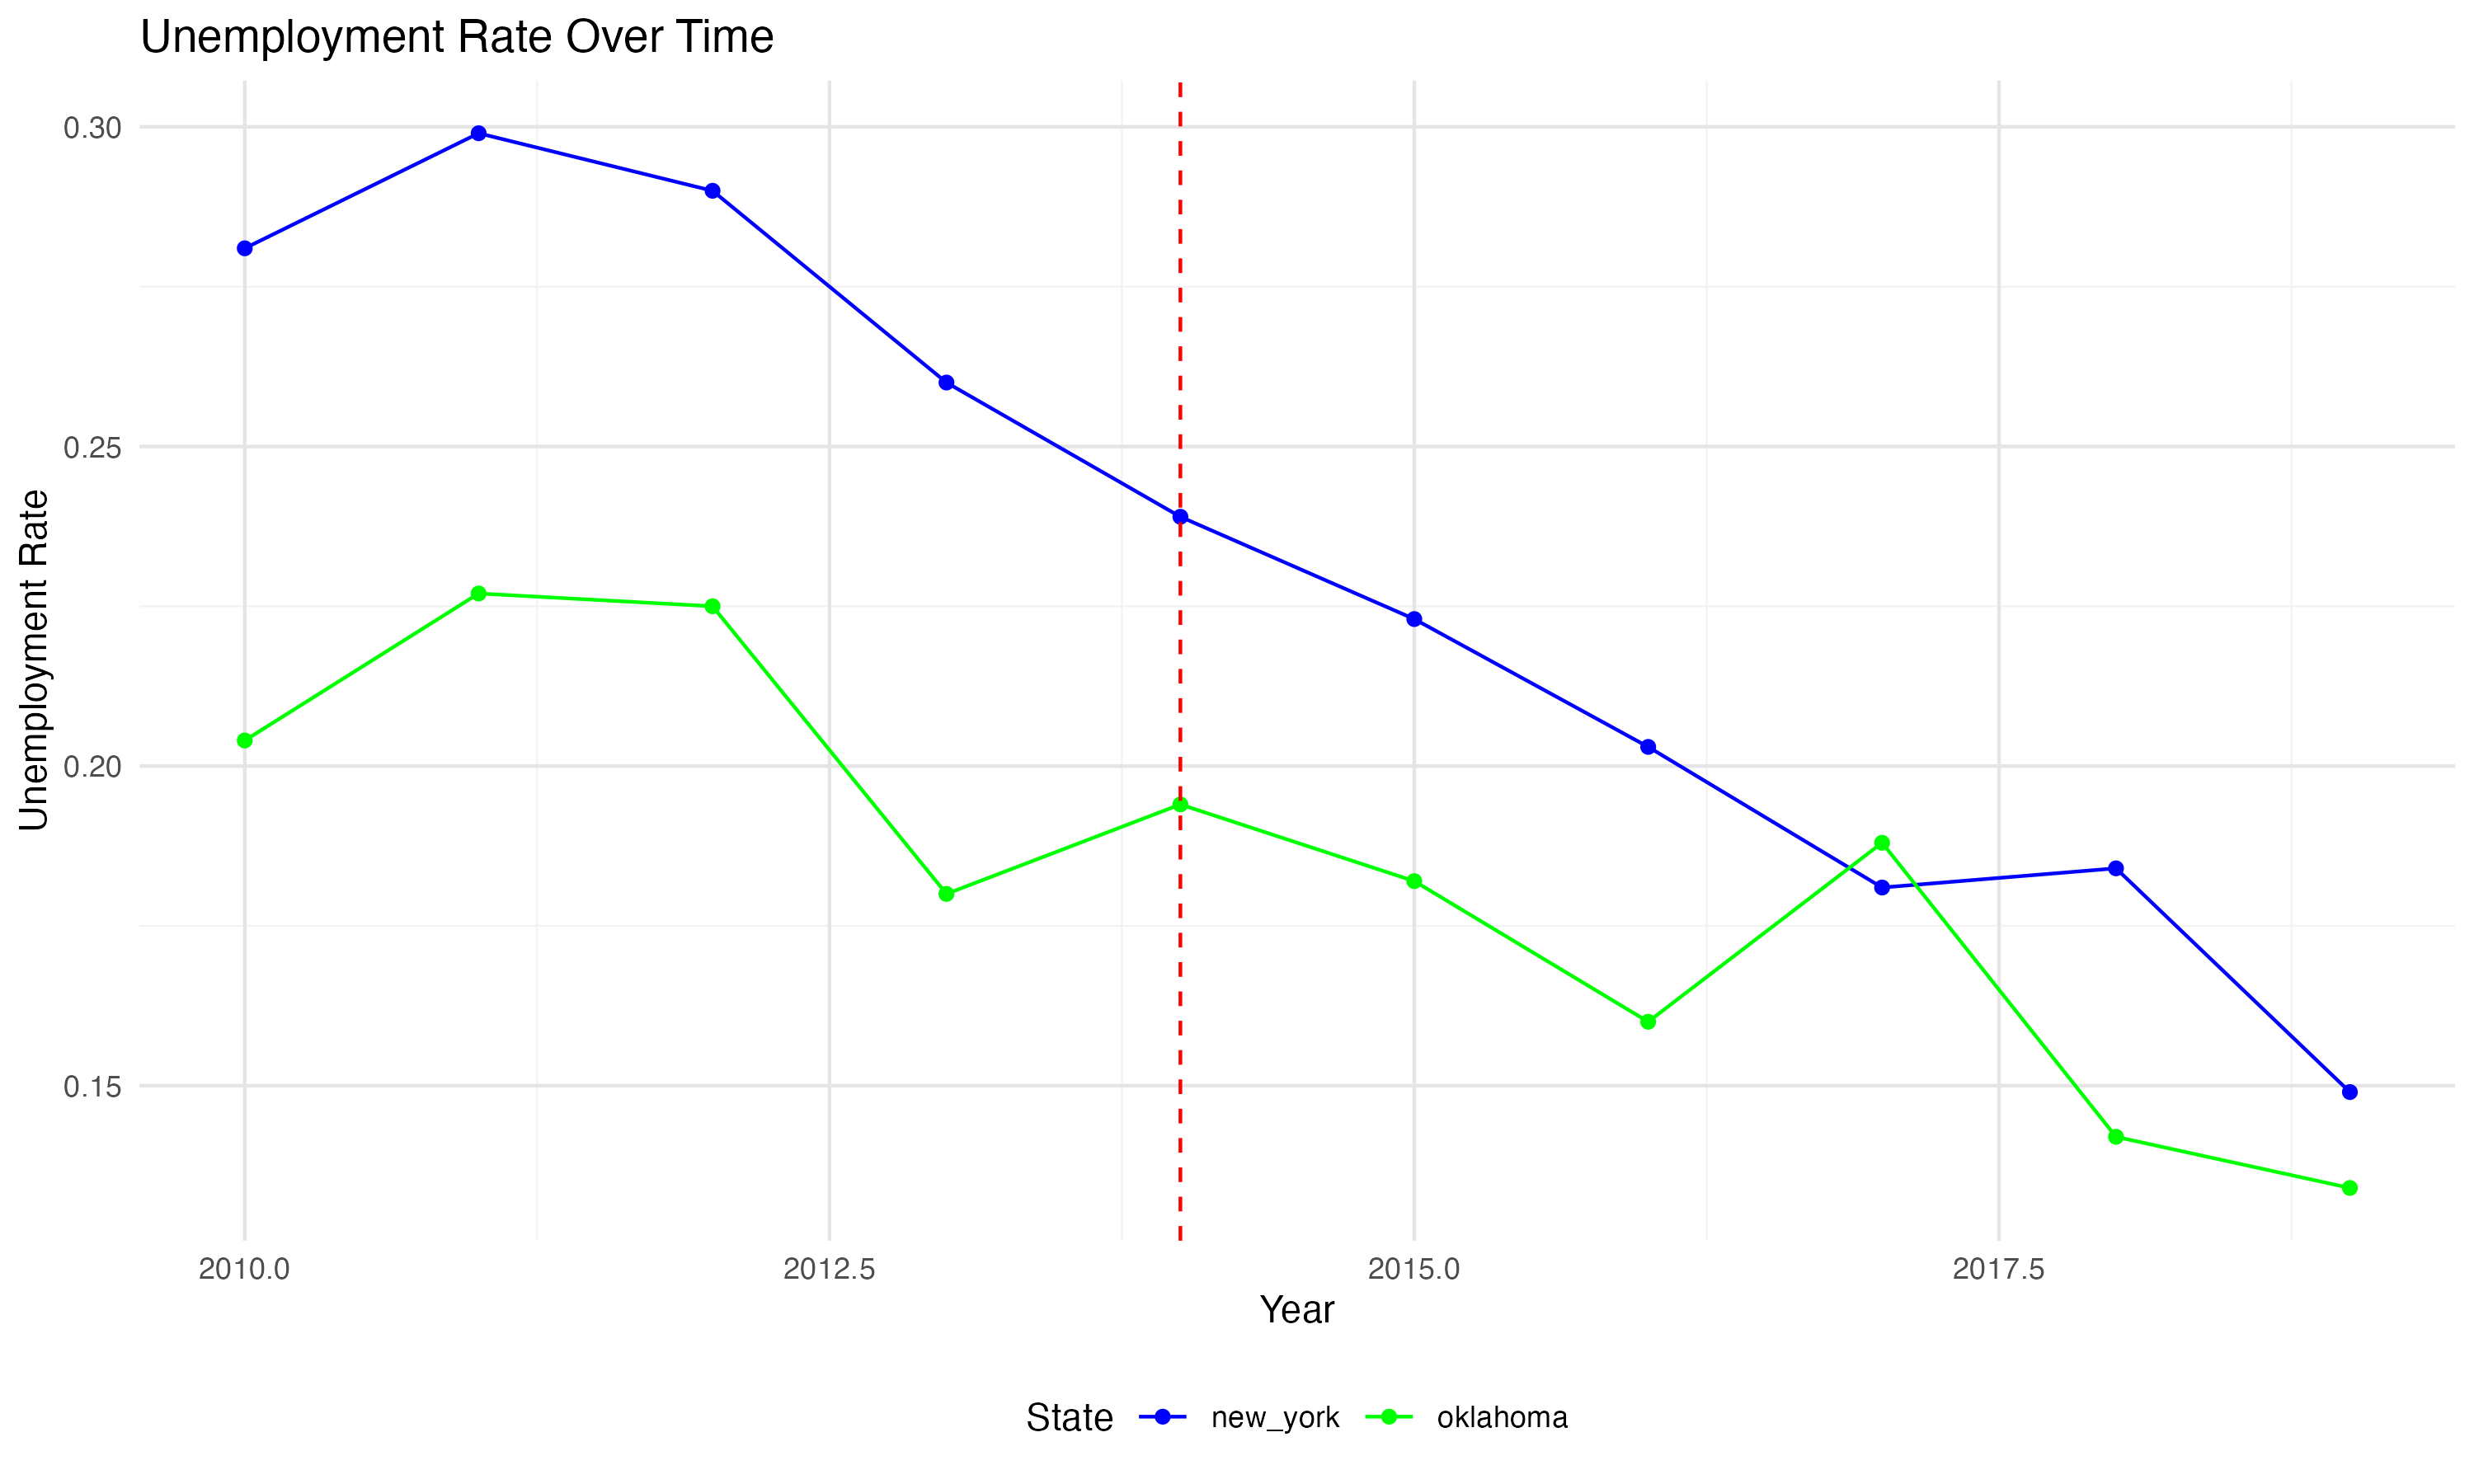 Unemployment Rate Over Time
Unemployment Rate
0.30
0.25
0.20
0.15
2010.0 2012.5 2015.0 2017.5
Year
State new_york oklahoma